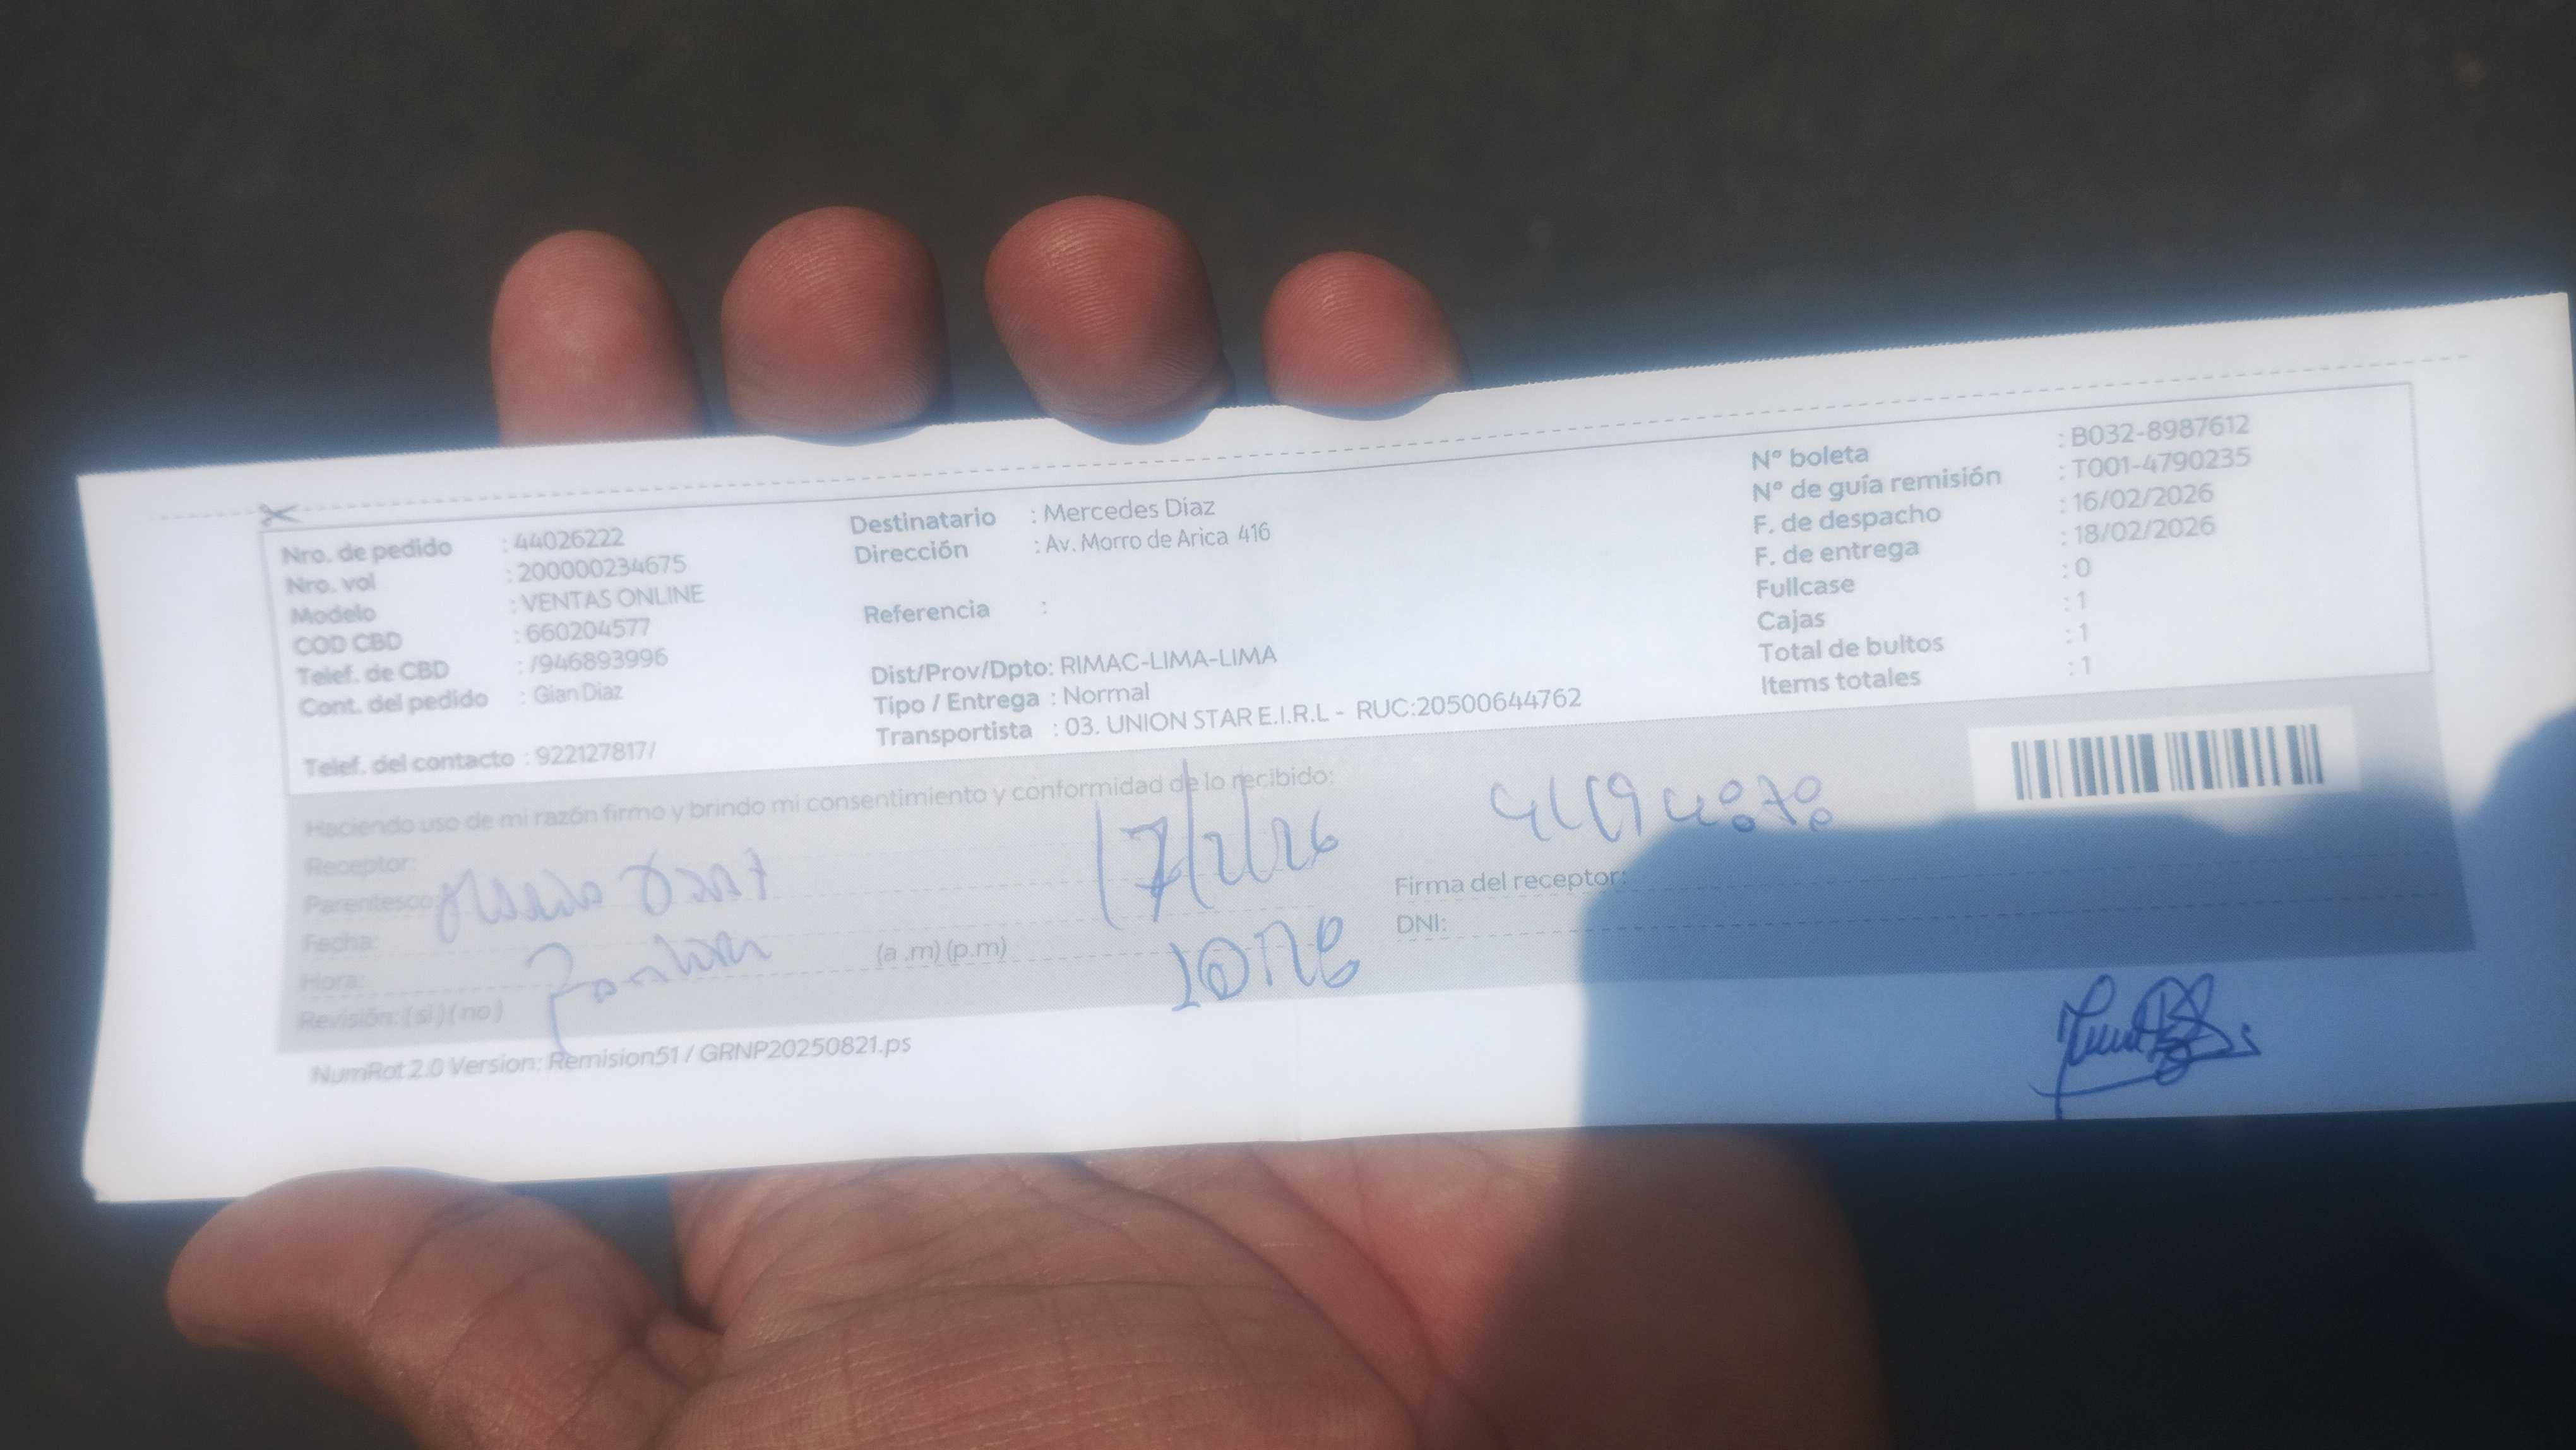 Nro. de pedido : 44026222
Nro. vol : 200000234675
Modelo : VENTAS ONLINE
COD CBD : 660204577
Telef. de CBD : /946893996
Cont. del pedido : Gian Diaz
Telef. del contacto : 922127817/
Destinatario : Mercedes Diaz
Dirección : Av. Morro de Arica 416
Referencia :
Dist/Prov/Dpto: RIMAC-LIMA-LIMA
Tipo / Entrega : Normal
Transportista : 03. UNION STAR E.I.R.L - RUC:20500644762
Nº boleta : B032-8987612
Nº de guía remisión : T001-4790235
F. de despacho : 16/02/2026
F. de entrega : 18/02/2026
Fullcase : 0
Cajas : 1
Total de bultos : 1
Items totales : 1
Haciendo uso de mi razón firmo y brindo mi consentimiento y conformidad de lo recibido:
Receptor:
Parentesco:
Fecha: 17/2/26
Hora: (a .m) (p.m)
Revisión: ( si ) ( no )
Firma del receptor:
DNI:
NumRot 2.0 Version: Remision51 / GRNP20250821.ps